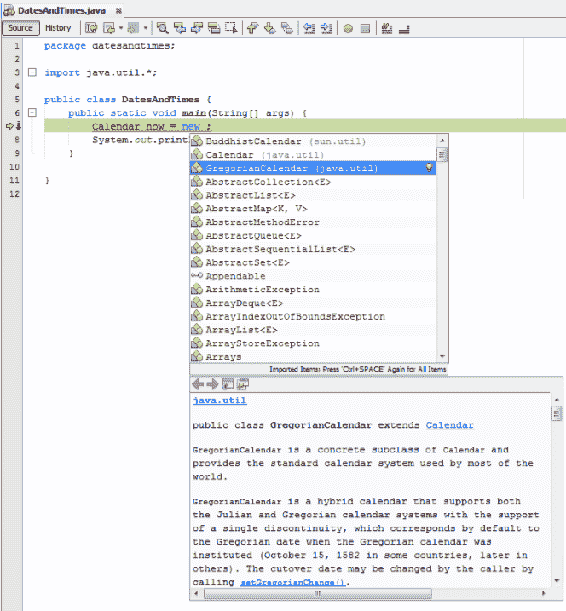 DatesAndTimes.java
Source History
1 package datesandtimes;
2
3 import java.util.*;
4
5 public class DatesAndTimes {
6 public static void main(String[] args) {
Calendar now = new ;
8 System.out.print
9 }
10
11 }
12
BuddhistCalendar (sun.util)
Calendar (java.util)
GregorianCalendar (java.util)
AbstractCollection<E>
AbstractList<E>
AbstractMap<K, V>
AbstractMethodError
AbstractQueue<E>
AbstractSequentialList<E>
AbstractSet<E>
Appendable
ArithmeticException
ArrayDeque<E>
ArrayIndexOutOfBoundsException
ArrayList<E>
ArrayStoreException
Arrays
Imported Items; Press 'Ctrl+SPACE' Again for All Items
java.util
public class GregorianCalendar extends Calendar
GregorianCalendar is a concrete subclass of Calendar and
provides the standard calendar system used by most of the
world.
GregorianCalendar is a hybrid calendar that supports both
the Julian and Gregorian calendar systems with the support
of a single discontinuity, which corresponds by default to
the Gregorian date when the Gregorian calendar was
instituted (October 15, 1582 in some countries, later in
others). The cutover date may be changed by the caller by
calling setGregorianChange().